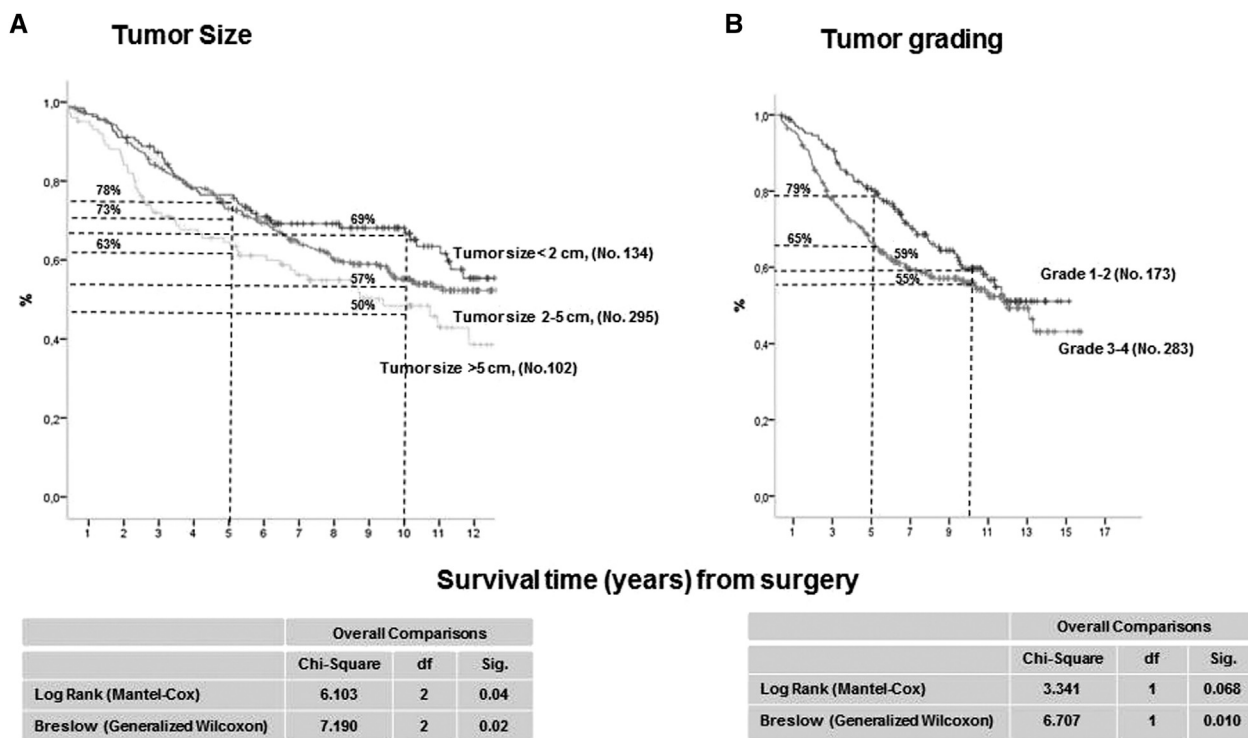 A
Tumor Size
1,0
0,8
0,6
0,4
0,2
0,0
%
78%
73%
63%
69%
57%
50%
Tumor size < 2 cm, (No. 134)
Tumor size 2-5 cm, (No. 295)
Tumor size >5 cm, (No.102)
1 2 3 4 5 6 7 8 9 10 11 12
B
Tumor grading
1,0
0,8
0,6
0,4
0,2
0,0
%
79%
65%
59%
55%
Grade 1-2 (No. 173)
Grade 3-4 (No. 283)
1 3 5 7 9 11 13 15 17
Survival time (years) from surgery
Overall Comparisons
Chi-Square df Sig.
Log Rank (Mantel-Cox) 6.103 2 0.04
Breslow (Generalized Wilcoxon) 7.190 2 0.02
Overall Comparisons
Chi-Square df Sig.
Log Rank (Mantel-Cox) 3.341 1 0.068
Breslow (Generalized Wilcoxon) 6.707 1 0.010